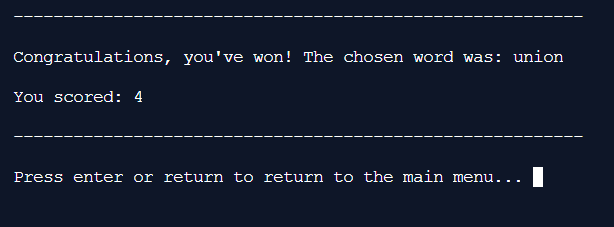 ---------------------------------------------------------
Congratulations, you've won! The chosen word was: union
You scored: 4
---------------------------------------------------------
Press enter or return to return to the main menu...